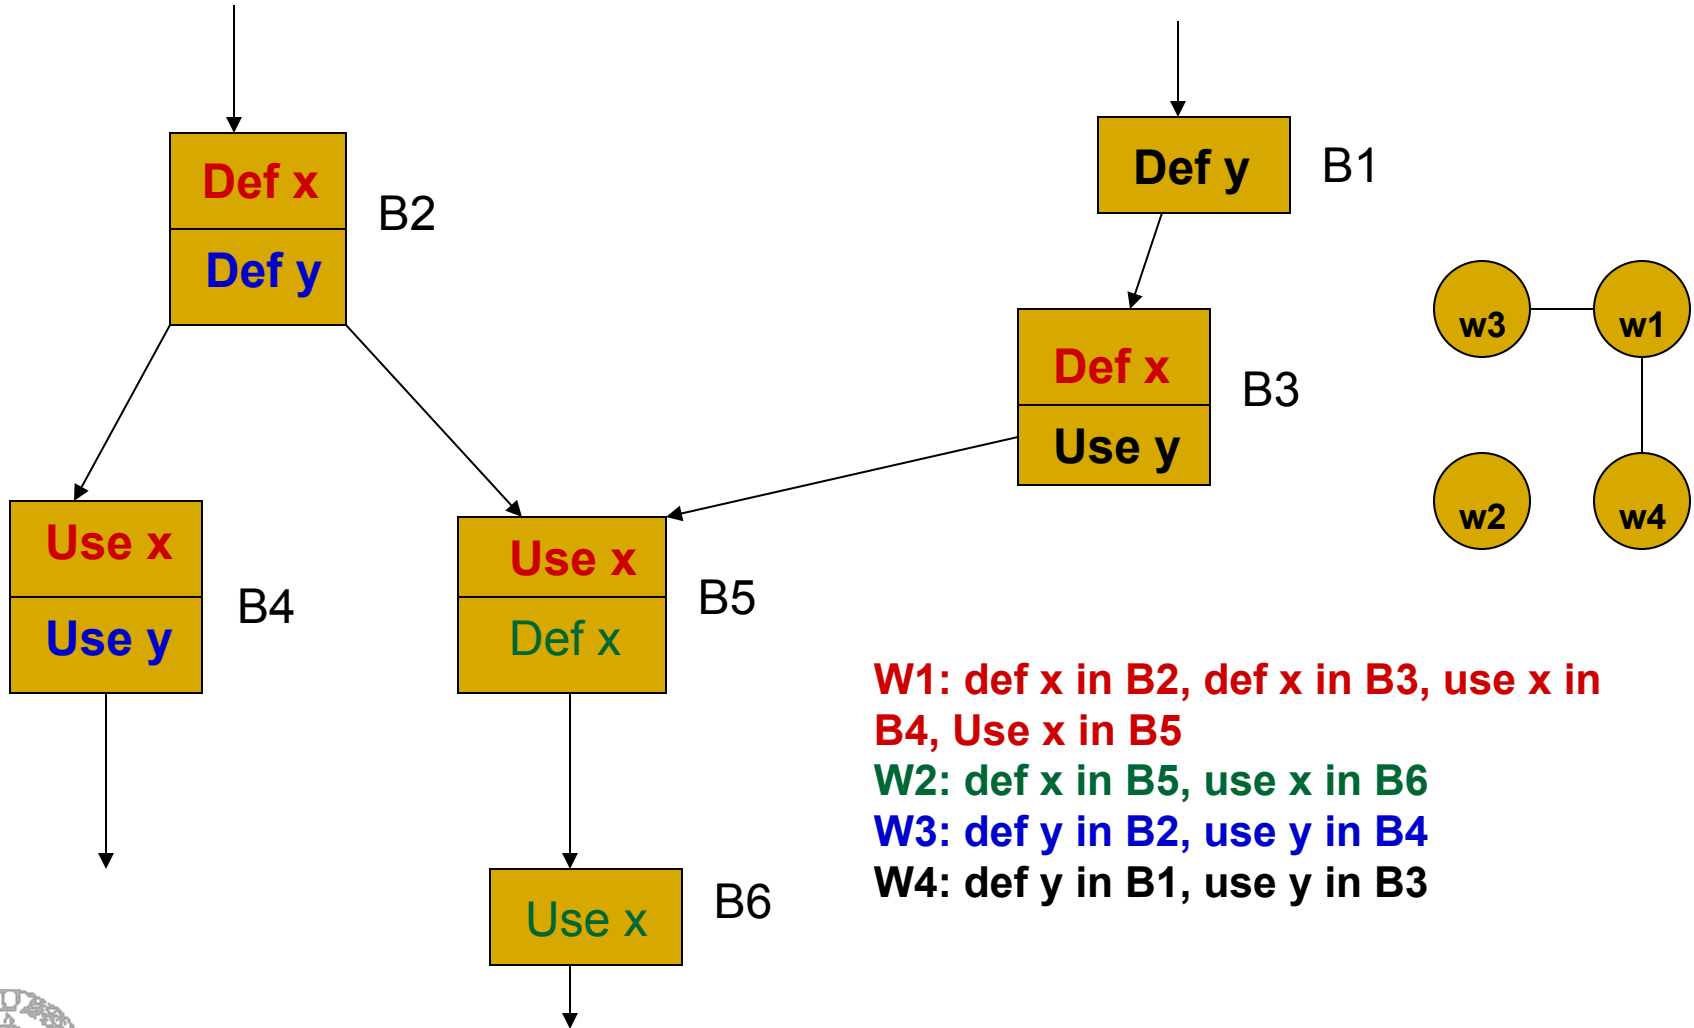 Def x
Def y
B2
Def y
B1
Def x
Use y
B3
w3
w1
w2
w4
Use x
Use y
B4
Use x
Def x
B5
Use x
B6
W1: def x in B2, def x in B3, use x in
B4, Use x in B5
W2: def x in B5, use x in B6
W3: def y in B2, use y in B4
W4: def y in B1, use y in B3